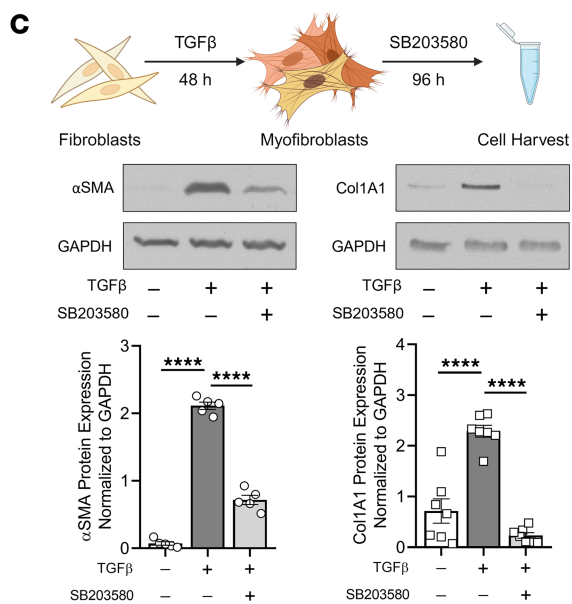 C
TGFβ
48 h
SB203580
96 h
Fibroblasts
Myofibroblasts
Cell Harvest
αSMA
GAPDH
TGFβ – + +
SB203580 – – +
Col1A1
GAPDH
TGFβ – + +
SB203580 – – +
αSMA Protein Expression
Normalized to GAPDH
3
2
1
0
**** ****
TGFβ – + +
SB203580 – – +
Col1A1 Protein Expression
Normalized to GAPDH
4
3
2
1
0
****
****
TGFβ – + +
SB203580 – – +